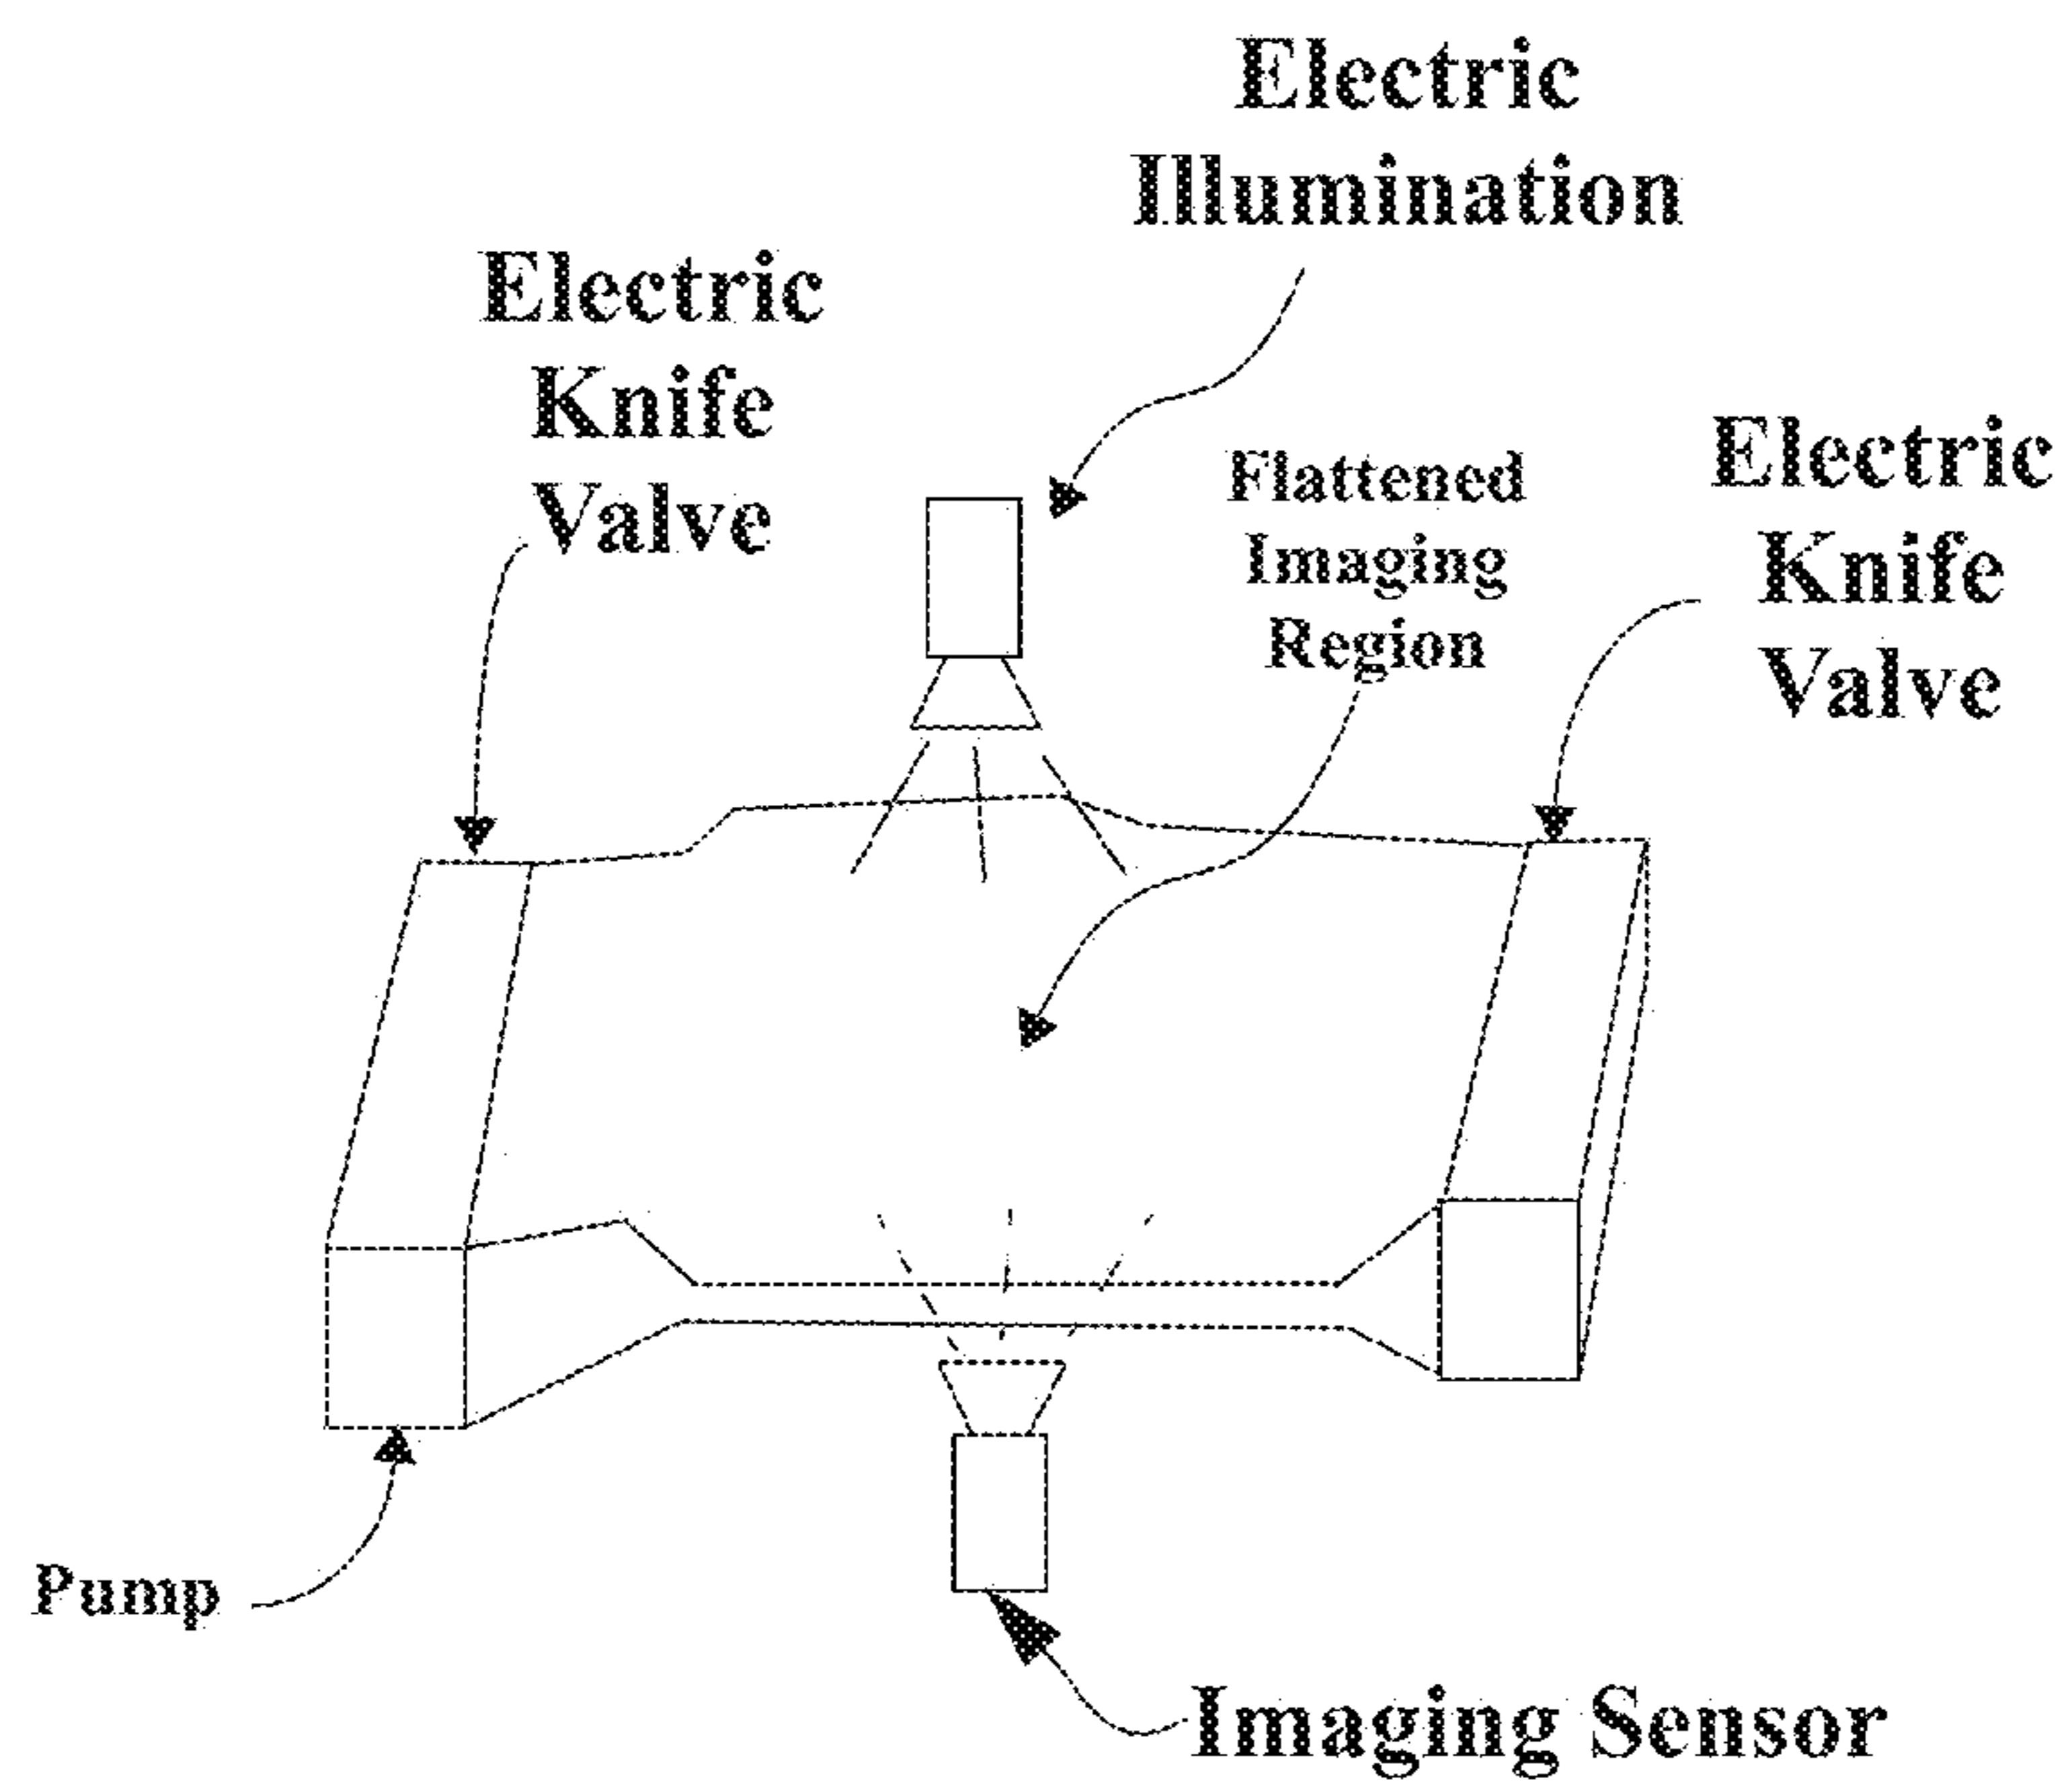 Electric
Illumination
Electric
Knife
Valve
Flattened
Imaging
Region
Electric
Knife
Valve
Pump
Imaging Sensor